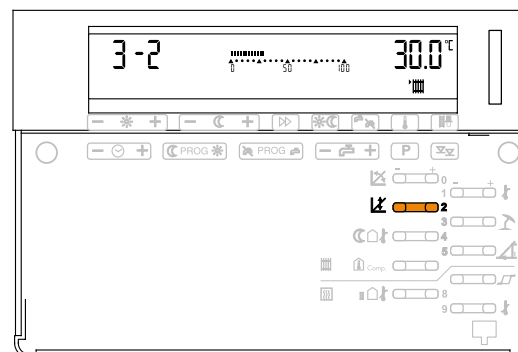 3-2 30.0 °C
0 50 100
- + - +
- + PROG PROG - + P
- + 0
1 - +
2
3
4
5
Comp.
8
9